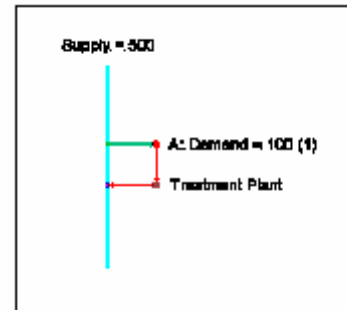 Supply = 500
A: Demand = 100 (1)
Treatment Plant